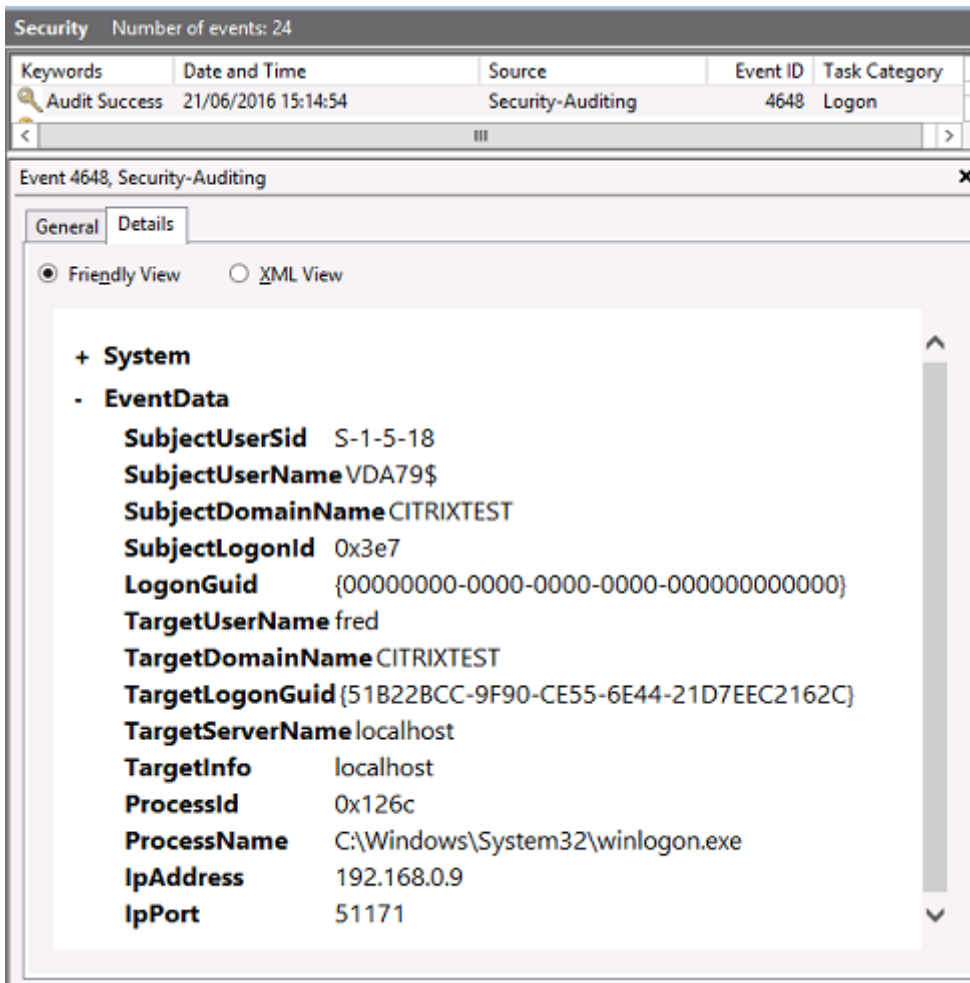 Security Number of events: 24
Keywords Date and Time Source Event ID Task Category
Audit Success 21/06/2016 15:14:54 Security-Auditing 4648 Logon
Event 4648, Security-Auditing
General Details
Friendly View XML View
+ System
- EventData
SubjectUserSid S-1-5-18
SubjectUserName VDA79$
SubjectDomainName CITRIXTEST
SubjectLogonId 0x3e7
LogonGuid {00000000-0000-0000-0000-000000000000}
TargetUserName fred
TargetDomainName CITRIXTEST
TargetLogonGuid {51B22BCC-9F90-CE55-6E44-21D7EEC2162C}
TargetServerName localhost
TargetInfo localhost
ProcessId 0x126c
ProcessName C:\Windows\System32\winlogon.exe
IpAddress 192.168.0.9
IpPort 51171